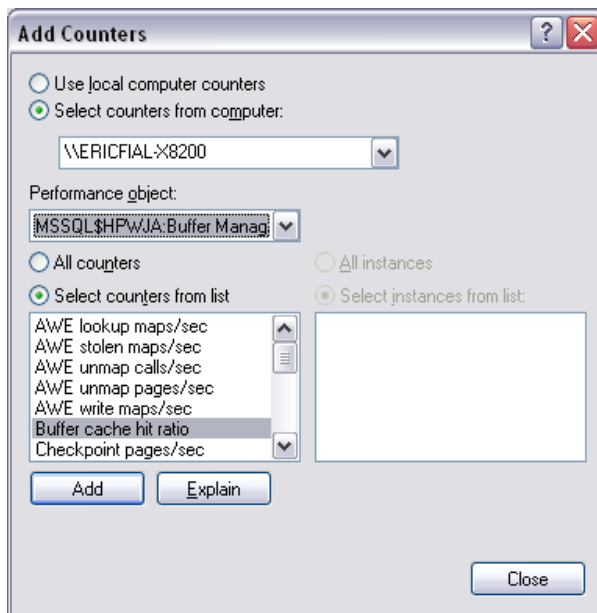 Add Counters
Use local computer counters
Select counters from computer:
\\ERICFIAL-X8200
Performance object:
MSSQL$HPWJA:Buffer Manag
All counters
All instances
Select counters from list
Select instances from list:
AWE lookup maps/sec
AWE stolen maps/sec
AWE unmap calls/sec
AWE unmap pages/sec
AWE write maps/sec
Buffer cache hit ratio
Checkpoint pages/sec
Add
Explain
Close